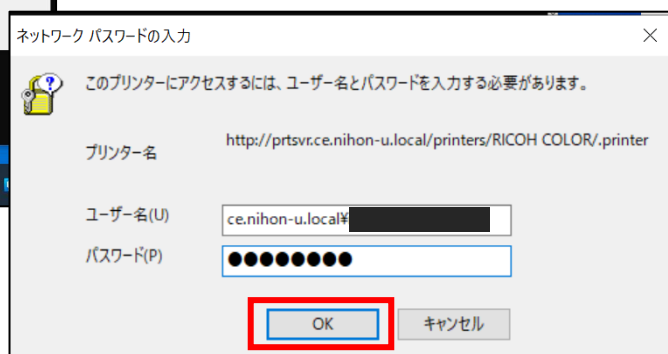 ネットワーク パスワードの入力
このプリンターにアクセスするには、ユーザー名とパスワードを入力する必要があります。
プリンター名
http://prtsvr.ce.nihon-u.local/printers/RICOH COLOR/.printer
ユーザー名(U)
ce.nihon-u.local¥
パスワード(P)
●●●●●●●●
OK
キャンセル